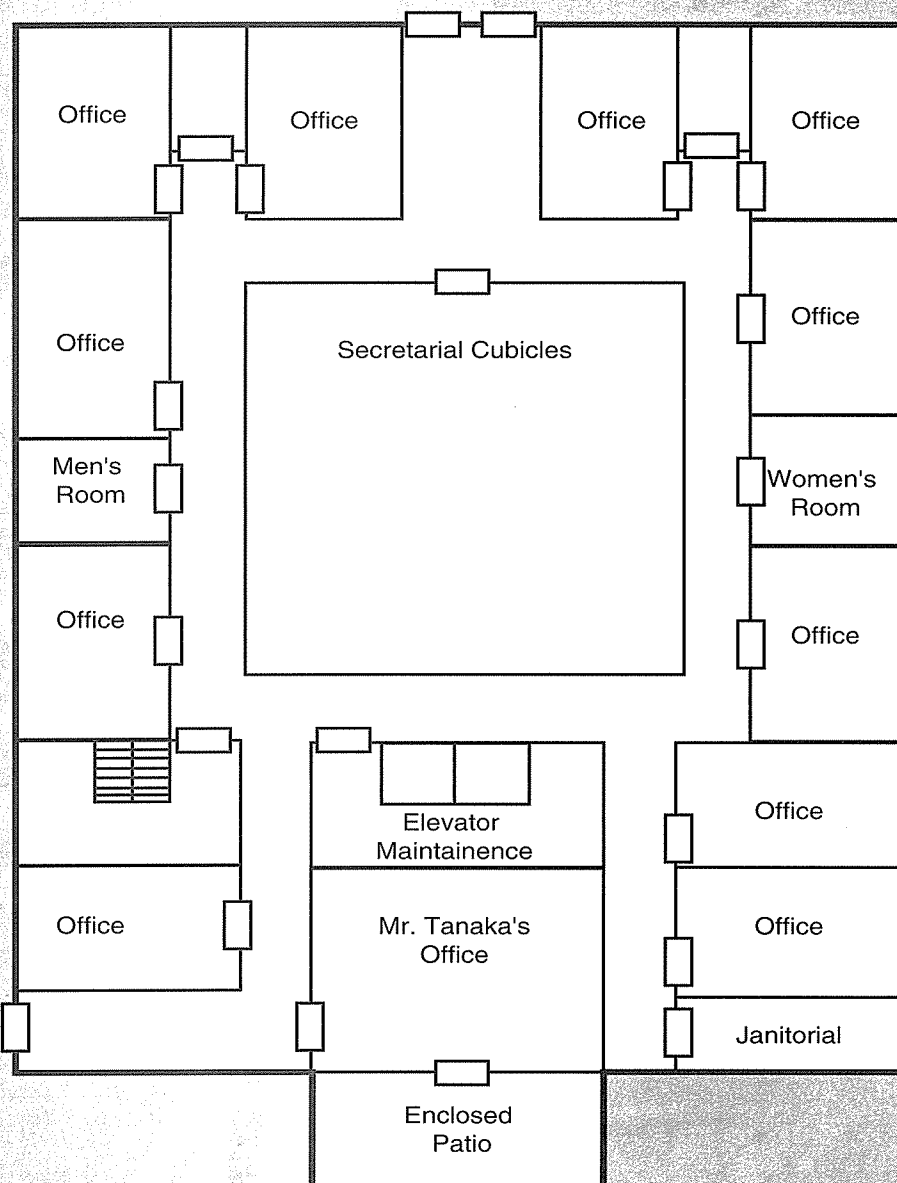 Office
Office
Office
Office
Office
Secretarial Cubicles
Office
Men's
Room
Women's
Room
Office
Office
Office
Elevator
Maintainence
Office
Mr. Tanaka's
Office
Office
Janitorial
Enclosed
Patio